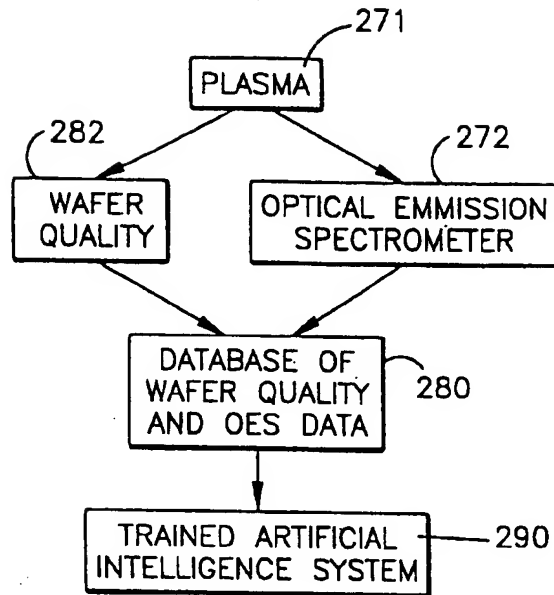 271
PLASMA
282
272
WAFER
QUALITY
OPTICAL EMMISSION
SPECTROMETER
DATABASE OF
WAFER QUALITY
AND OES DATA
280
TRAINED ARTIFICIAL
INTELLIGENCE SYSTEM
290